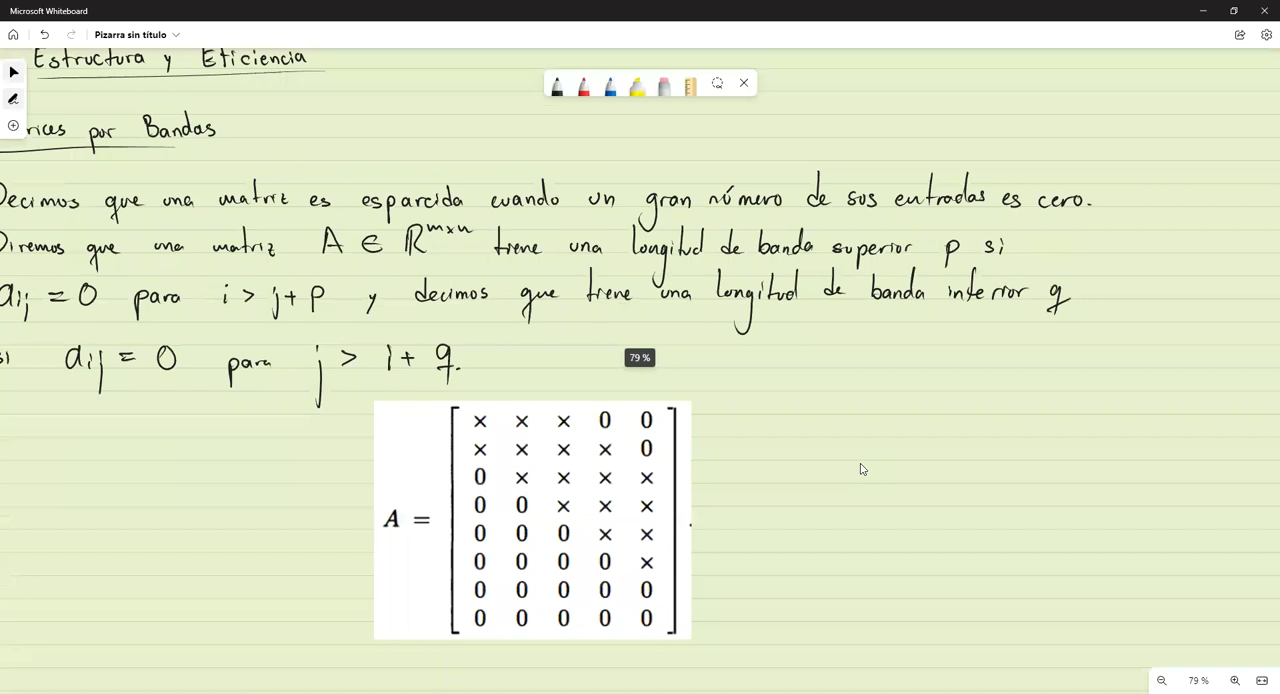 Microsoft Whiteboard
Pizarra sin título
Estructura y Eficiencia
rices por Bandas
Decimos que una matriz es esparcida cuando un gran número de sus entradas es cero.
Diremos que una matriz A ∈ ℝ^{m×n} tiene una longitud de banda superior p si
aij = 0 para i > j + p y decimos que tiene una longitud de banda inferior q
si aij = 0 para j > i + q.
79 %
A =
× × × 0 0
× × × × 0
0 × × × ×
0 0 × × ×
0 0 0 × ×
0 0 0 0 ×
0 0 0 0 0
0 0 0 0 0
.
79 %